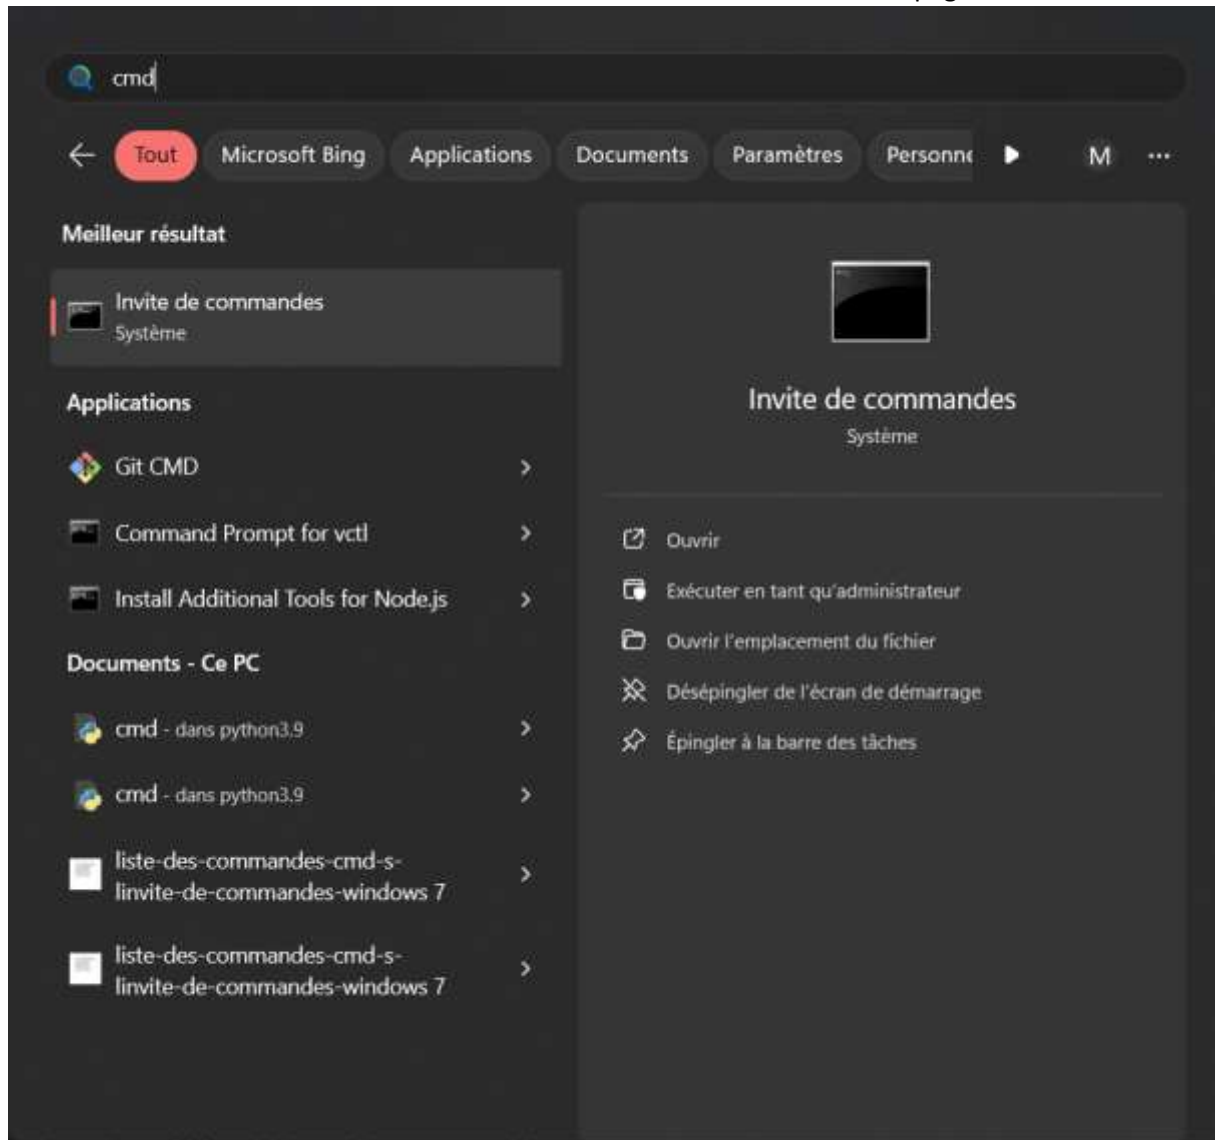 cmd
Tout Microsoft Bing Applications Documents Paramètres Personne M ...
Meilleur résultat
Invite de commandes
Système
Applications
Git CMD
Command Prompt for vctl
Install Additional Tools for Node.js
Documents - Ce PC
cmd - dans python3.9
cmd - dans python3.9
liste-des-commandes-cmd-s-
linvite-de-commandes-windows 7
liste-des-commandes-cmd-s-
linvite-de-commandes-windows 7
Invite de commandes
Système
Ouvrir
Exécuter en tant qu'administrateur
Ouvrir l'emplacement du fichier
Désépingler de l'écran de démarrage
Épingler à la barre des tâches